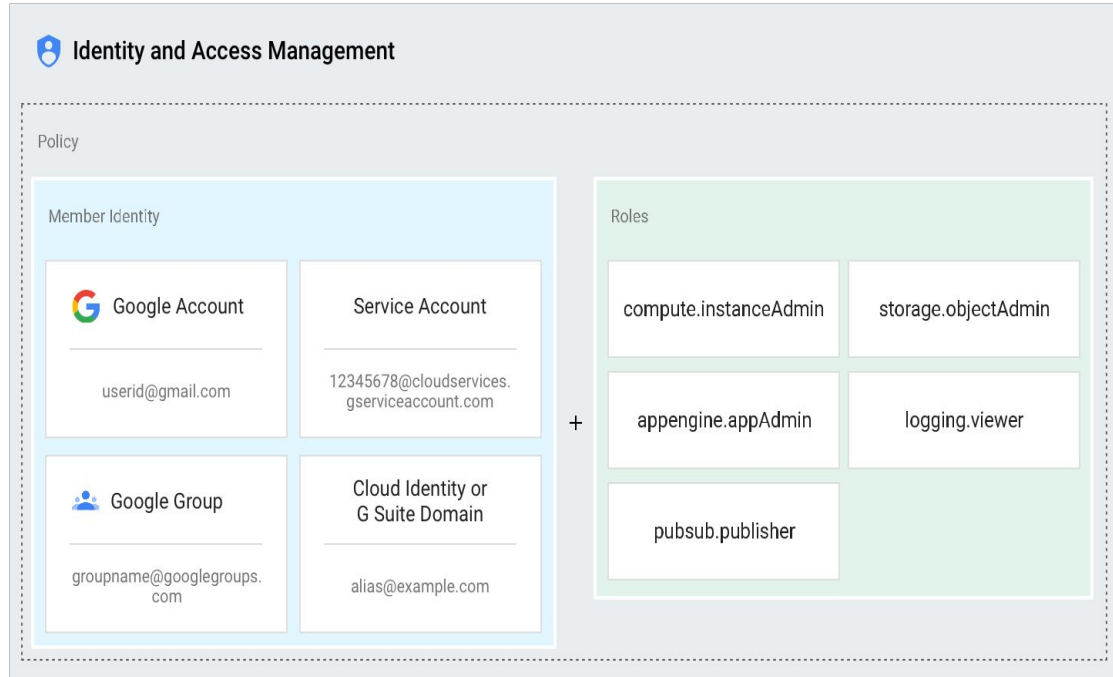 Identity and Access Management
Policy
Member Identity
Google Account
userid@gmail.com
Service Account
12345678@cloudservices.
gserviceaccount.com
Google Group
groupname@googlegroups.
com
Cloud Identity or
G Suite Domain
alias@example.com
+
Roles
compute.instanceAdmin
storage.objectAdmin
appengine.appAdmin
logging.viewer
pubsub.publisher